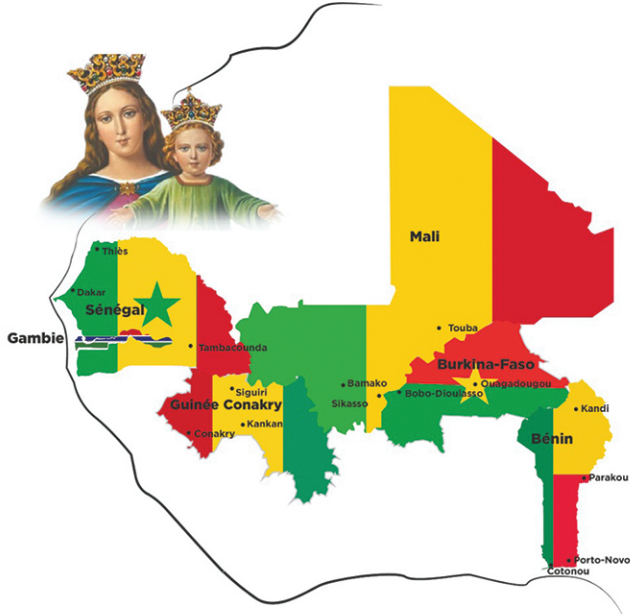 Mali
Thiès
Dakar
Sénégal
Gambie
Touba
Tambacounda
Burkina-Faso
Bamako
Ouagadougou
Siguiri
Bobo-Dioulasso
Sikasso
Guinée Conakry
Kandi
Kankan
Conakry
Bénin
Parakou
Porto-Novo
Cotonou